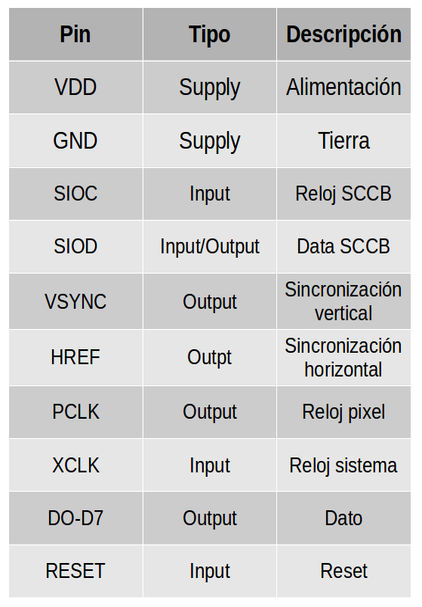 Pin Tipo Descripción
VDD Supply Alimentación
GND Supply Tierra
SIOC Input Reloj SCCB
SIOD Input/Output Data SCCB
VSYNC Output Sincronización
vertical
HREF Outpt Sincronización
horizontal
PCLK Output Reloj pixel
XCLK Input Reloj sistema
DO-D7 Output Dato
RESET Input Reset